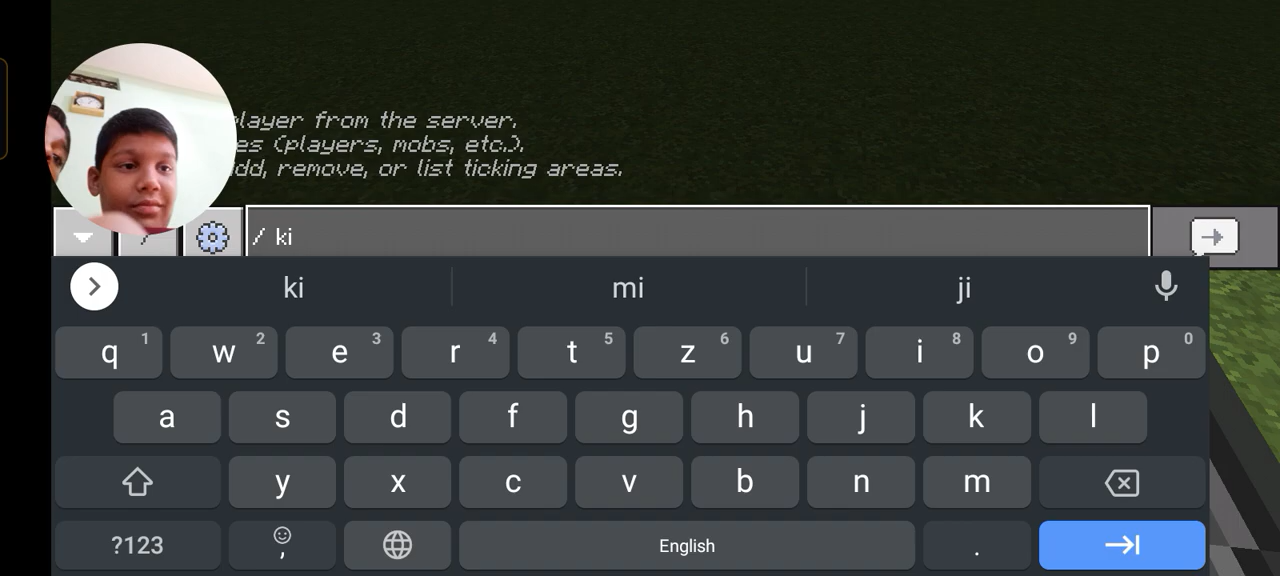 layer from the server.
es (players, mobs, etc.).
dd, remove, or list ticking areas.
/ ki
ki mi ji
q 1 w 2 e 3 r 4 t 5 z 6 u 7 i 8 o 9 p 0
a s d f g h j k l
y x c v b n m
?123 , English .